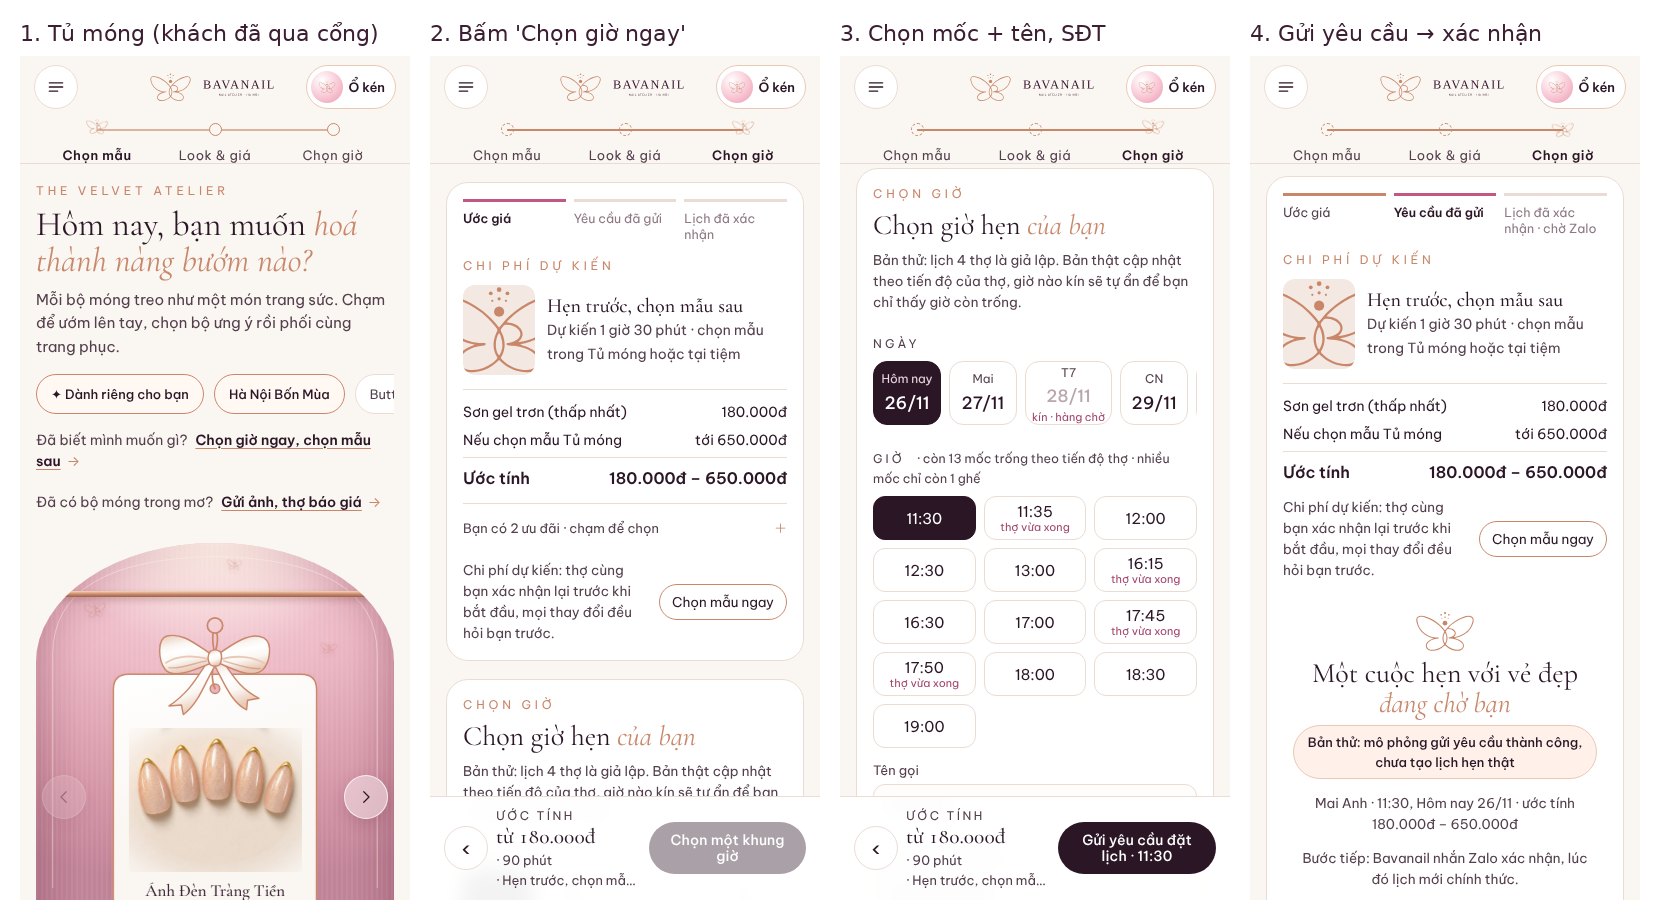 1. Tủ móng (khách đã qua cổng)
BAVANAIL
Ổ kén
Chọn mẫu
Look & giá
Chọn giờ
THE VELVET ATELIER
Hôm nay, bạn muốn hoá
thành nàng bướm nào?
Mỗi bộ móng treo như một món trang sức. Chạm
để ướm lên tay, chọn bộ ưng ý rồi phối cùng
trang phục.
✦ Dành riêng cho bạn
Hà Nội Bốn Mùa
Butt
Đã biết mình muốn gì? Chọn giờ ngay, chọn mẫu
sau →
Đã có bộ móng trong mơ? Gửi ảnh, thợ báo giá →
Ánh Đèn Tràng Tiền
2. Bấm 'Chọn giờ ngay'
BAVANAIL
Ổ kén
Chọn mẫu
Look & giá
Chọn giờ
Ước giá
Yêu cầu đã gửi
Lịch đã xác
nhận
CHI PHÍ DỰ KIẾN
Hẹn trước, chọn mẫu sau
Dự kiến 1 giờ 30 phút · chọn mẫu
trong Tủ móng hoặc tại tiệm
Sơn gel trơn (thấp nhất) 180.000đ
Nếu chọn mẫu Tủ móng tới 650.000đ
Ước tính 180.000đ – 650.000đ
Bạn có 2 ưu đãi · chạm để chọn +
Chi phí dự kiến: thợ cùng
bạn xác nhận lại trước khi
bắt đầu, mọi thay đổi đều
hỏi bạn trước.
Chọn mẫu ngay
CHỌN GIỜ
Chọn giờ hẹn của bạn
Bản thử: lịch 4 thợ là giả lập. Bản thật cập nhật
theo tiến độ của thợ, giờ nào kín sẽ tự ẩn để bạn
‹
ƯỚC TÍNH
từ 180.000đ
· 90 phút
· Hẹn trước, chọn mẫ...
Chọn một khung
giờ
3. Chọn mốc + tên, SĐT
BAVANAIL
Ổ kén
Chọn mẫu
Look & giá
Chọn giờ
CHỌN GIỜ
Chọn giờ hẹn của bạn
Bản thử: lịch 4 thợ là giả lập. Bản thật cập nhật
theo tiến độ của thợ, giờ nào kín sẽ tự ẩn để bạn
chỉ thấy giờ còn trống.
NGÀY
Hôm nay
26/11
Mai
27/11
T7
28/11
kín · hàng chờ
CN
29/11
GIỜ · còn 13 mốc trống theo tiến độ thợ · nhiều
mốc chỉ còn 1 ghế
11:30
11:35
thợ vừa xong
12:00
12:30
13:00
16:15
thợ vừa xong
16:30
17:00
17:45
thợ vừa xong
17:50
thợ vừa xong
18:00
18:30
19:00
Tên gọi
‹
ƯỚC TÍNH
từ 180.000đ
· 90 phút
· Hẹn trước, chọn mẫ...
Gửi yêu cầu đặt
lịch · 11:30
4. Gửi yêu cầu → xác nhận
BAVANAIL
Ổ kén
Chọn mẫu
Look & giá
Chọn giờ
Ước giá
Yêu cầu đã gửi
Lịch đã xác
nhận · chờ Zalo
CHI PHÍ DỰ KIẾN
Hẹn trước, chọn mẫu sau
Dự kiến 1 giờ 30 phút · chọn mẫu
trong Tủ móng hoặc tại tiệm
Sơn gel trơn (thấp nhất) 180.000đ
Nếu chọn mẫu Tủ móng tới 650.000đ
Ước tính 180.000đ – 650.000đ
Chi phí dự kiến: thợ cùng
bạn xác nhận lại trước khi
bắt đầu, mọi thay đổi đều
hỏi bạn trước.
Chọn mẫu ngay
Một cuộc hẹn với vẻ đẹp
đang chờ bạn
Bản thử: mô phỏng gửi yêu cầu thành công,
chưa tạo lịch hẹn thật
Mai Anh · 11:30, Hôm nay 26/11 · ước tính
180.000đ – 650.000đ
Bước tiếp: Bavanail nhắn Zalo xác nhận, lúc
đó lịch mới chính thức.